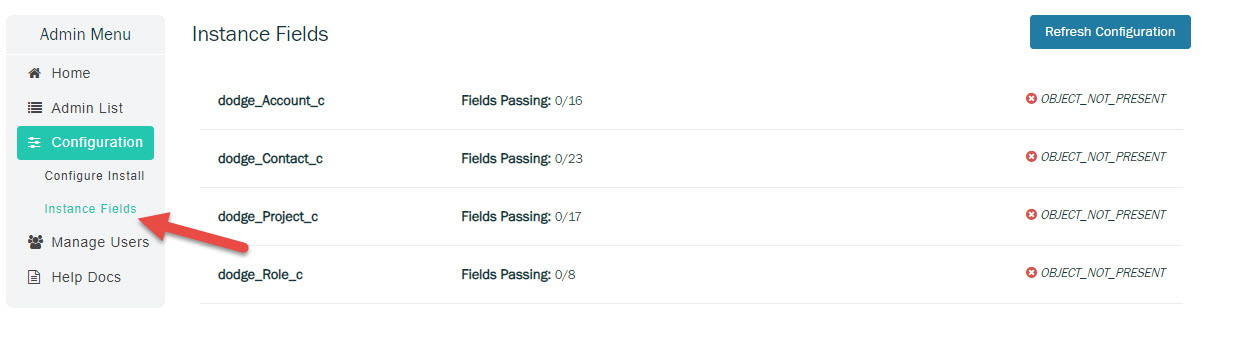 Admin Menu
Home
Admin List
Configuration
Configure Install
Instance Fields
Manage Users
Help Docs
Instance Fields
Refresh Configuration
dodge_Account_c Fields Passing: 0/16 OBJECT_NOT_PRESENT
dodge_Contact_c Fields Passing: 0/23 OBJECT_NOT_PRESENT
dodge_Project_c Fields Passing: 0/17 OBJECT_NOT_PRESENT
dodge_Role_c Fields Passing: 0/8 OBJECT_NOT_PRESENT